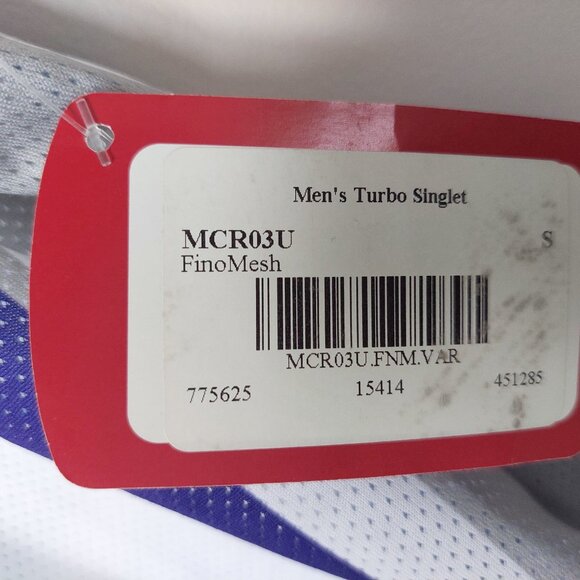 Men's Turbo Singlet
MCR03U S
FinoMesh
MCR03U.FNM.VAR
775625 15414 451285